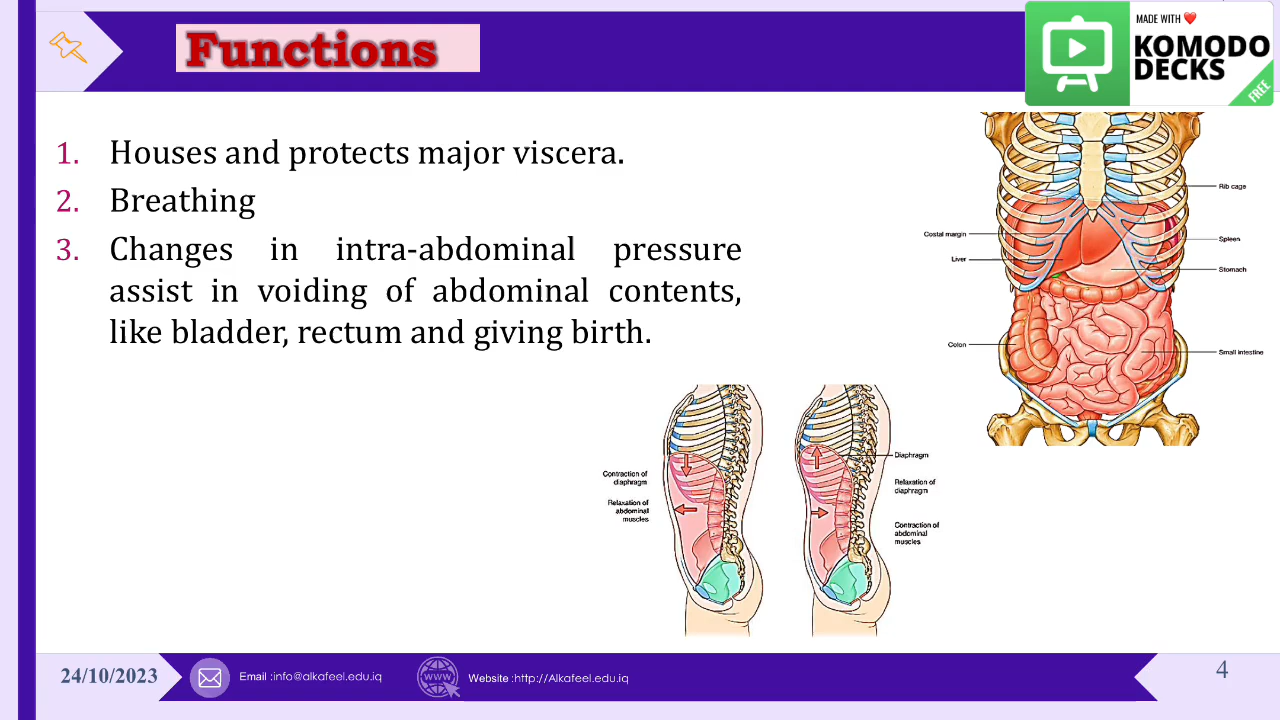 Functions
MADE WITH ❤️
KOMODO
DECKS
FREE
1. Houses and protects major viscera.
2. Breathing
3. Changes in intra-abdominal pressure
assist in voiding of abdominal contents,
like bladder, rectum and giving birth.
Rib cage
Costal margin
Spleen
Liver
Stomach
Colon
Small intestine
Contraction of
diaphragm
Relaxation of
abdominal
muscles
Diaphragm
Relaxation of
diaphragm
Contraction of
abdominal
muscles
24/10/2023
Email :info@alkafeel.edu.iq
WWW
Website :http://Alkafeel.edu.iq
4